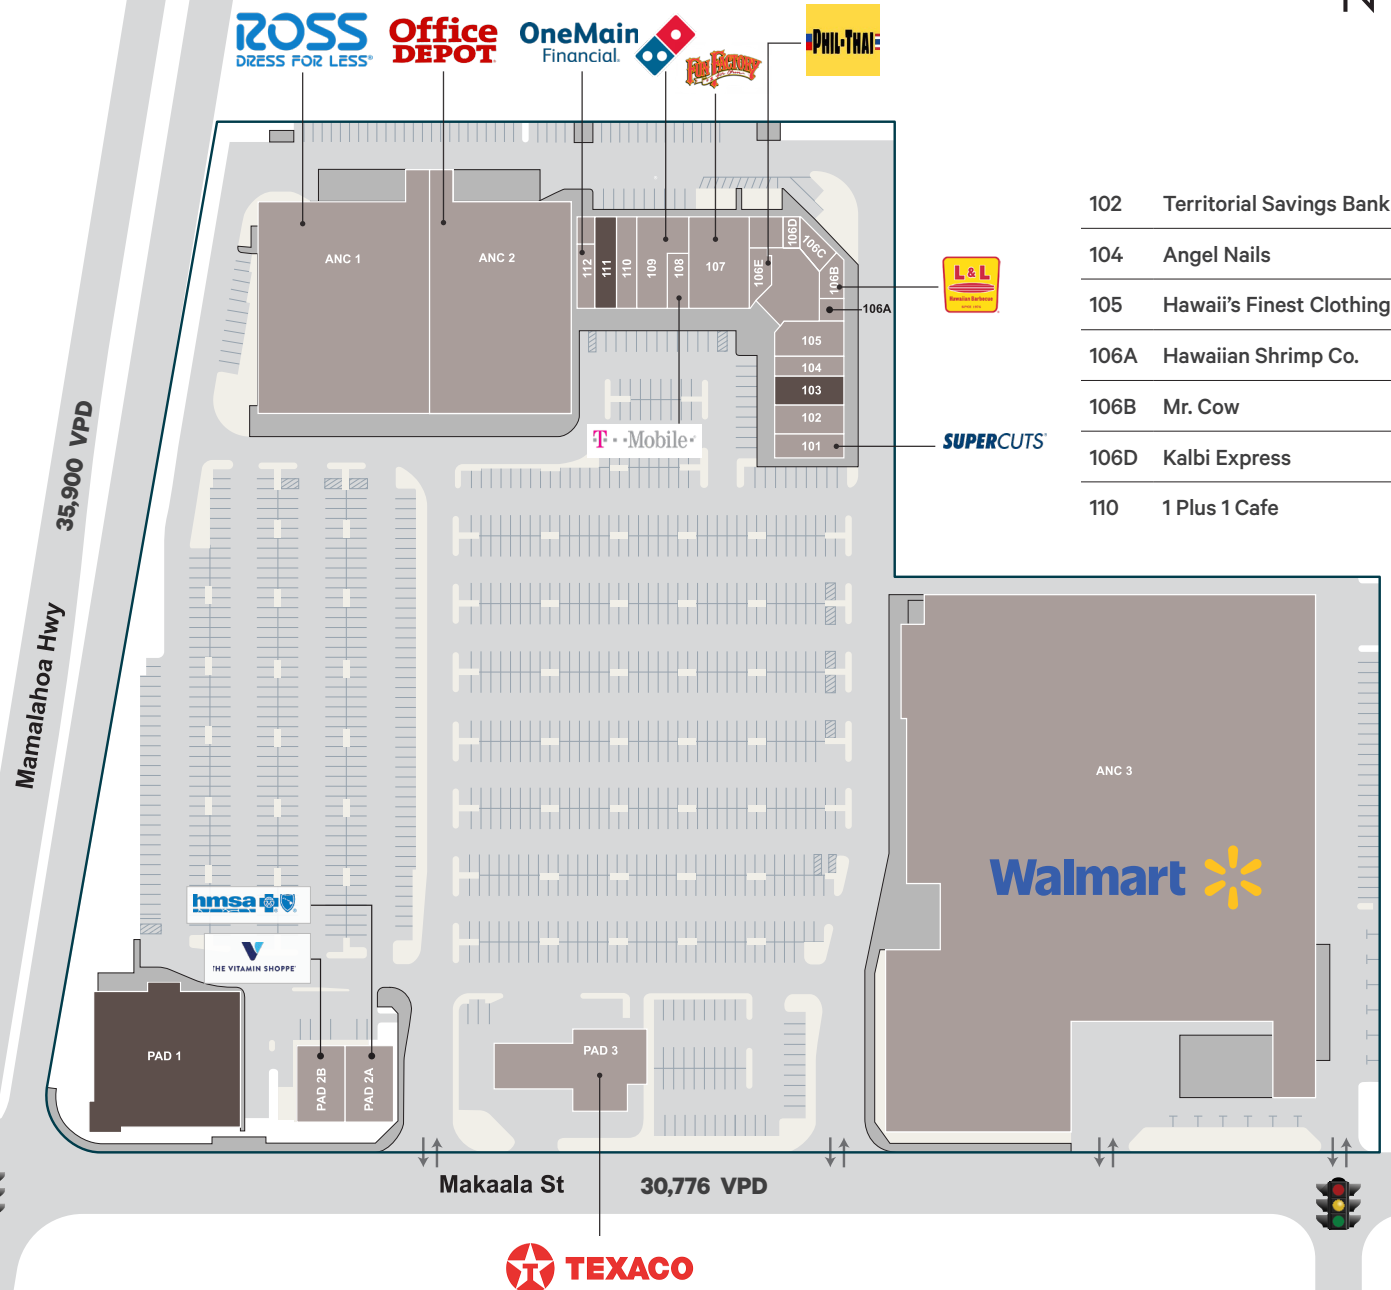 ROSS
DRESS FOR LESS®
Office
DEPOT
OneMain
Financial.
FUN FACTORY
PHIL-THAI
112
111
110
109
108
107
106E
106D
106C
106B
106A
ANC 1
ANC 2
L & L
Hawaiian Barbecue
105
104
103
102
101
T··Mobile·
SUPERCUTS
102 Territorial Savings Bank
104 Angel Nails
105 Hawaii's Finest Clothing
106A Hawaiian Shrimp Co.
106B Mr. Cow
106D Kalbi Express
110 1 Plus 1 Cafe
35,900 VPD
Mamalahoa Hwy
ANC 3
Walmart
hmsa
V
THE VITAMIN SHOPPE
PAD 1
PAD 2B
PAD 2A
PAD 3
Makaala St 30,776 VPD
T TEXACO